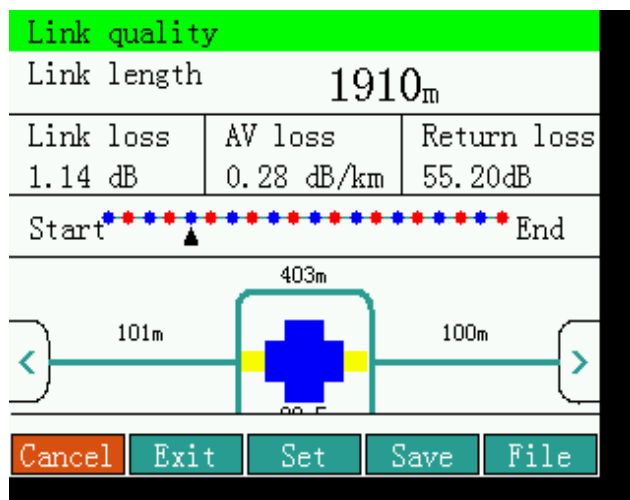 Link quality
Link length 1910m
Link loss AV loss Return loss
1.14 dB 0.28 dB/km 55.20dB
Start End
403m
101m 100m
< >
Cancel Exit Set Save File